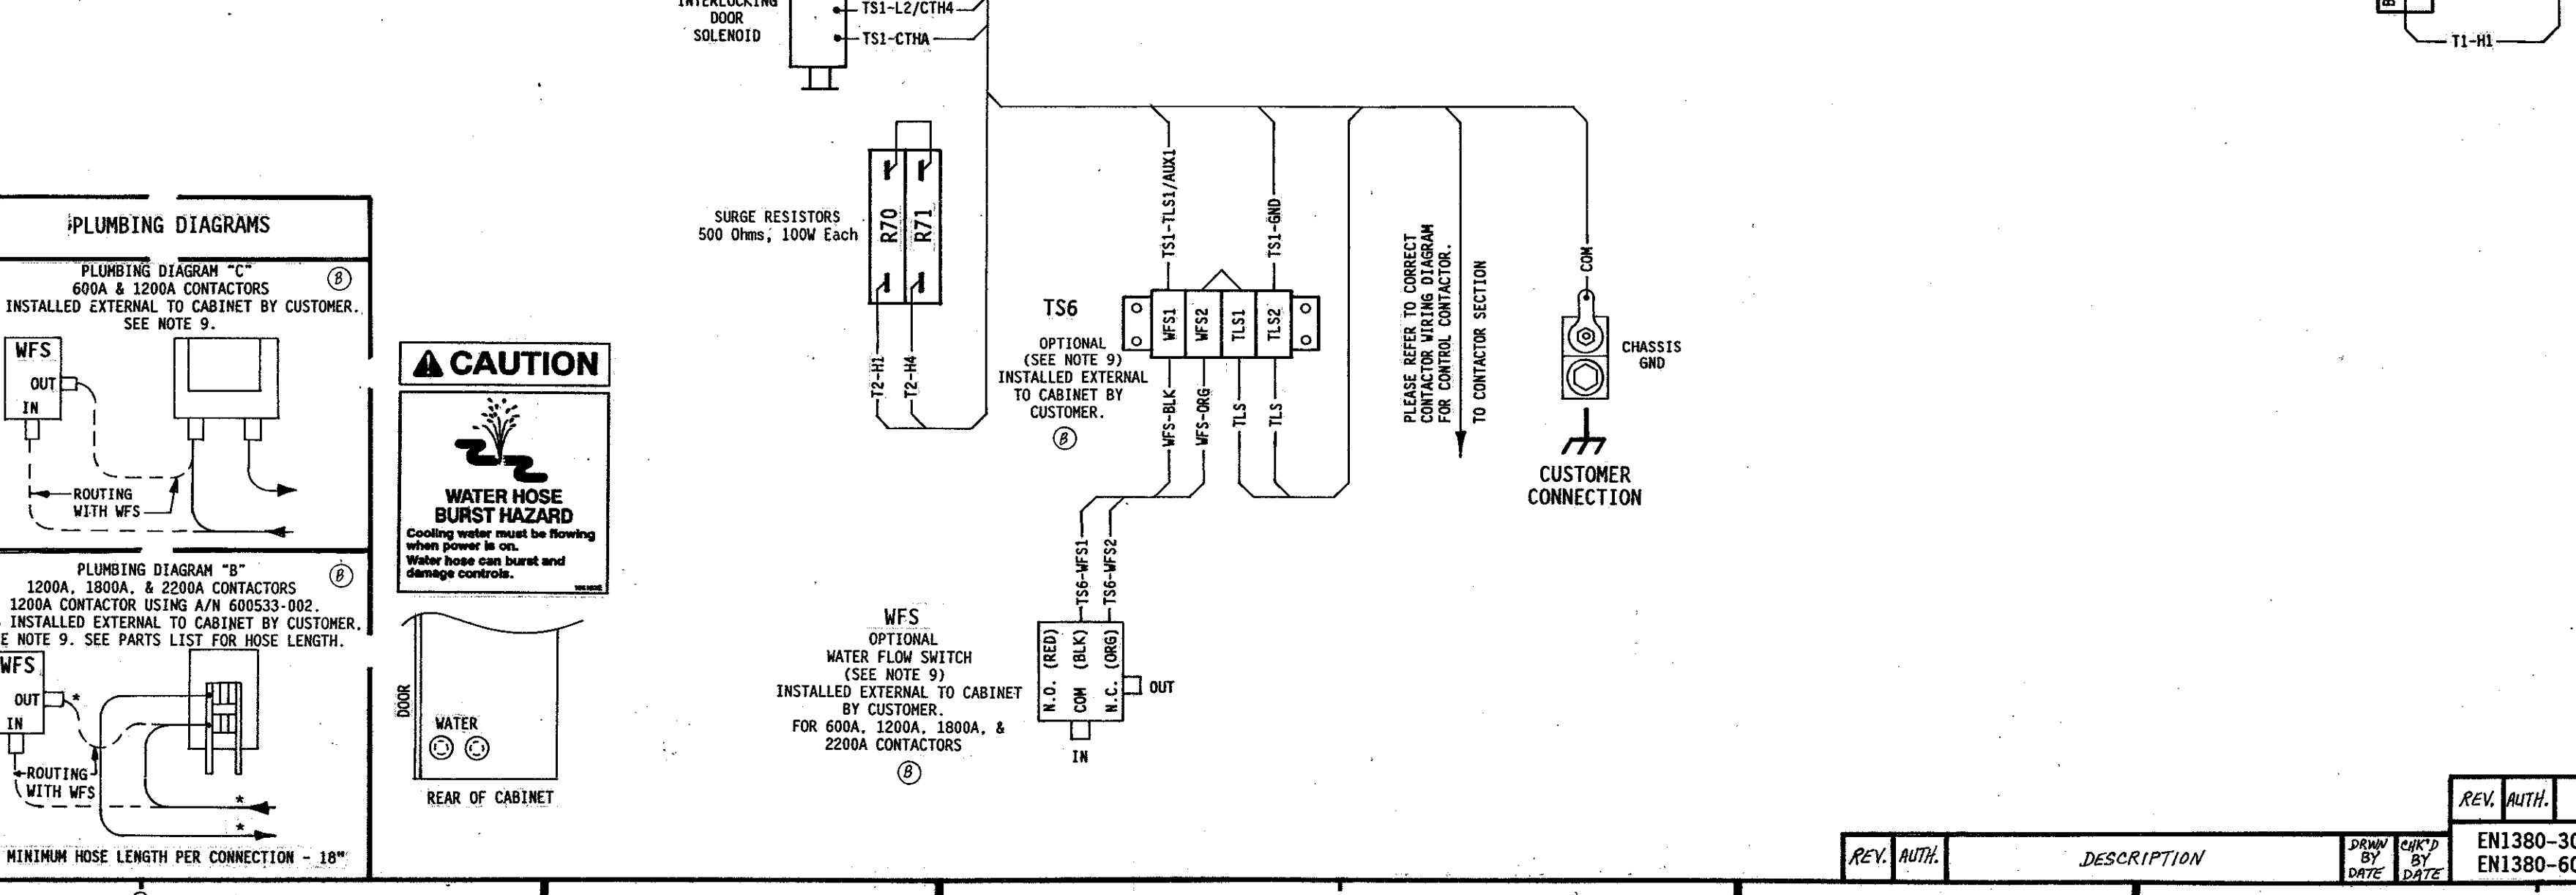 DOOR
SOLENOID
TS1-L2/CTH4
TS1-CTHA
T1-H1
PLUMBING DIAGRAMS
PLUMBING DIAGRAM "C"
600A & 1200A CONTACTORS
INSTALLED EXTERNAL TO CABINET BY CUSTOMER.
SEE NOTE 9.
B
WFS
OUT
IN
ROUTING
WITH WFS
PLUMBING DIAGRAM "B"
1200A, 1800A, & 2200A CONTACTORS
1200A CONTACTOR USING A/N 600533-002.
INSTALLED EXTERNAL TO CABINET BY CUSTOMER.
E NOTE 9. SEE PARTS LIST FOR HOSE LENGTH.
B
WFS
OUT *
IN
ROUTING
WITH WFS
*
*
MINIMUM HOSE LENGTH PER CONNECTION - 18"
CAUTION
WATER HOSE
BURST HAZARD
Cooling water must be flowing
when power is on.
Water hose can burst and
damage controls.
DOOR
WATER
REAR OF CABINET
SURGE RESISTORS
500 Ohms, 100W Each
R70
R71
T2-H1
T2-H4
TS6
OPTIONAL
(SEE NOTE 9)
INSTALLED EXTERNAL
TO CABINET BY
CUSTOMER.
B
TS1-TLS1/AUX1
TS1-GND
WFS1
WFS2
TLS1
TLS2
WFS-BLK
WFS-ORG
TLS
TLS
TS6-WFS1
TS6-WFS2
WFS
OPTIONAL
WATER FLOW SWITCH
(SEE NOTE 9)
INSTALLED EXTERNAL TO CABINET
BY CUSTOMER.
FOR 600A, 1200A, 1800A, &
2200A CONTACTORS
B
N.O. (RED)
COM (BLK)
N.C. (ORG)
OUT
IN
PLEASE REFER TO CORRECT
CONTACTOR WIRING DIAGRAM
FOR CONTROL CONTACTOR.
TO CONTACTOR SECTION
COM
CHASSIS
GND
CUSTOMER
CONNECTION
REV. AUTH.
REV. AUTH. DESCRIPTION
DRWN
BY
DATE
CHK'D
BY
DATE
EN1380-30
EN1380-60